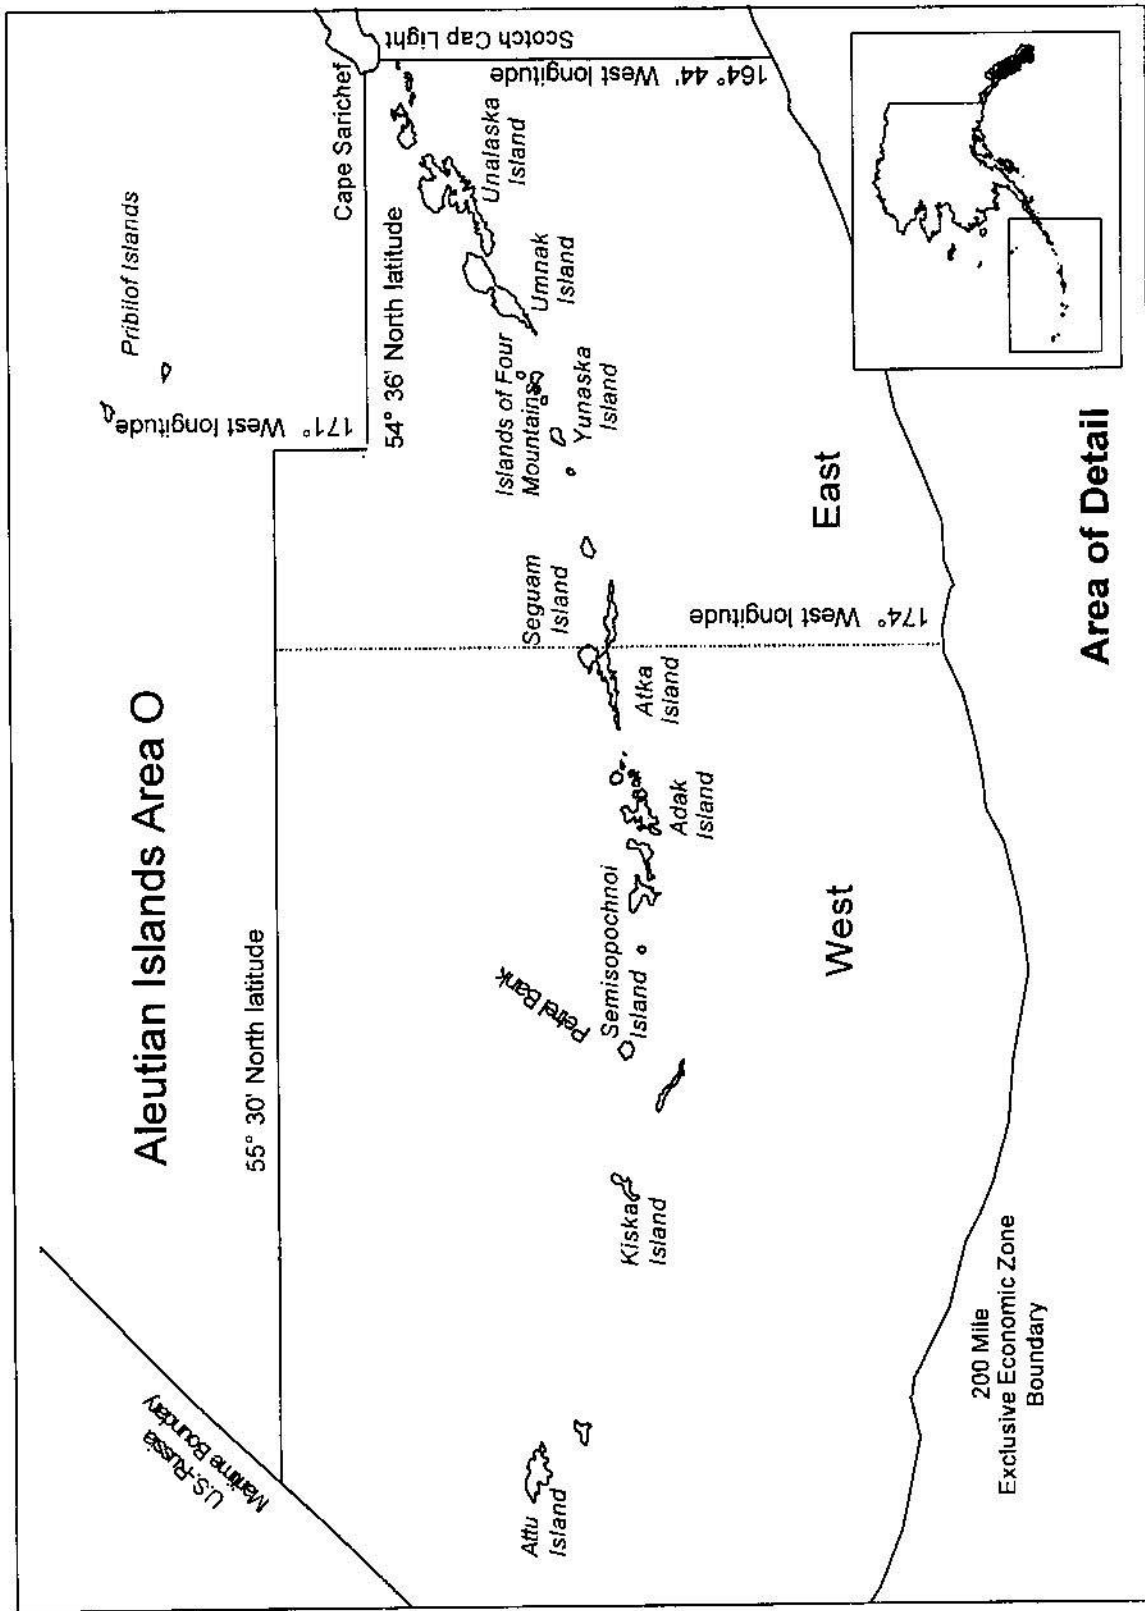 Aleutian Islands Area O
U.S.-Russia
Maritime Boundary
55° 30' North latitude
171° West longitude
Pribilof Islands
Cape Sarichef
Scotch Cap Light
54° 36' North latitude
164° 44' West longitude
Attu
Island
Kiska
Island
Petrel Bank
Semisopochnoi
Island
Adak
Island
Atka
Island
Seguam
Island
Islands of Four
Mountains
Yunaska
Island
Umnak
Island
Unalaska
Island
174° West longitude
West
East
200 Mile
Exclusive Economic Zone
Boundary
Area of Detail